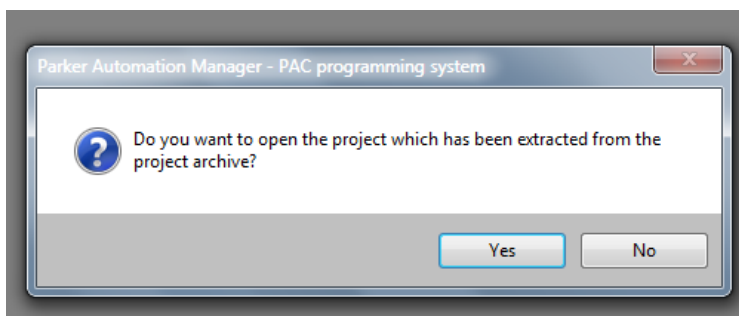 Parker Automation Manager - PAC programming system
Do you want to open the project which has been extracted from the
project archive?
Yes
No